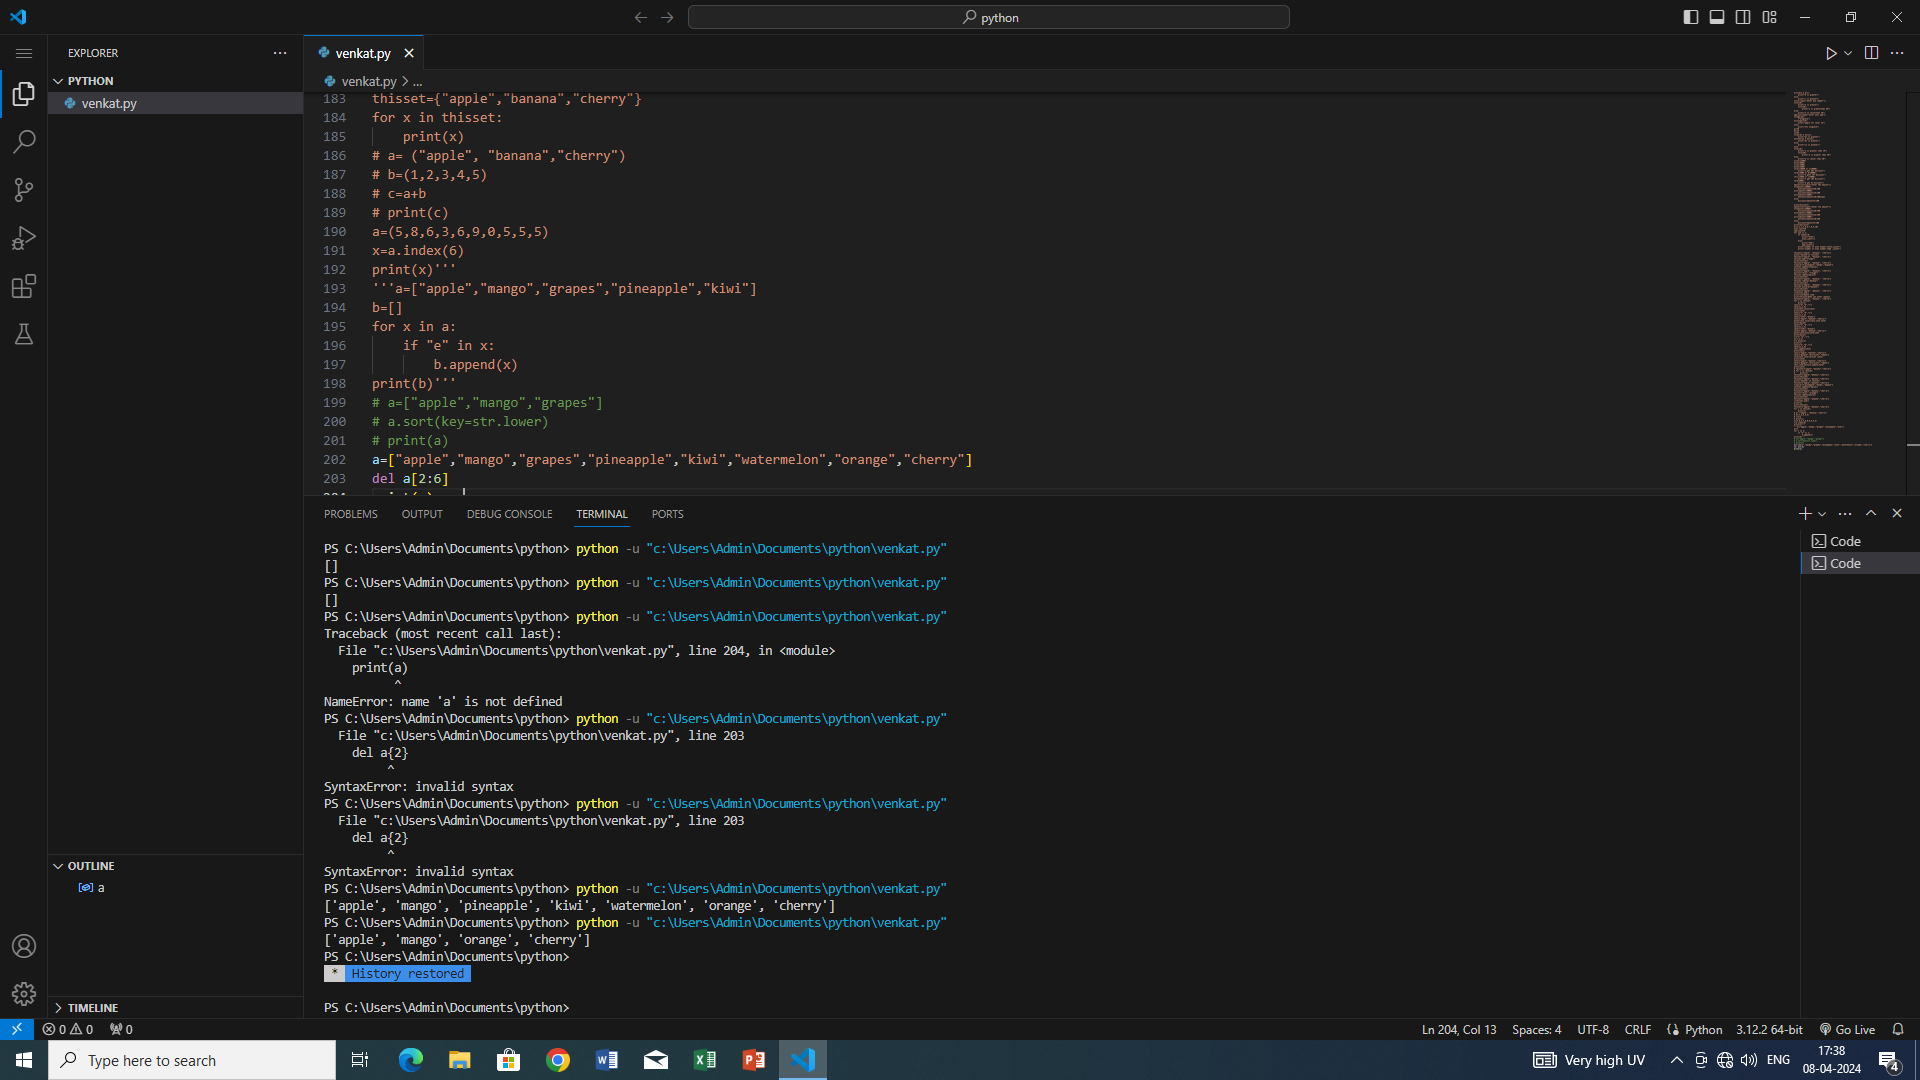 python
EXPLORER
PYTHON
venkat.py
OUTLINE
a
TIMELINE
venkat.py
venkat.py > ...
183 thisset={"apple","banana","cherry"}
184 for x in thisset:
185 print(x)
186 # a= ("apple", "banana","cherry")
187 # b=(1,2,3,4,5)
188 # c=a+b
189 # print(c)
190 a=(5,8,6,3,6,9,0,5,5,5)
191 x=a.index(6)
192 print(x)'''
193 '''a=["apple","mango","grapes","pineapple","kiwi"]
194 b=[]
195 for x in a:
196 if "e" in x:
197 b.append(x)
198 print(b)'''
199 # a=["apple","mango","grapes"]
200 # a.sort(key=str.lower)
201 # print(a)
202 a=["apple","mango","grapes","pineapple","kiwi","watermelon","orange","cherry"]
203 del a[2:6]
PROBLEMS OUTPUT DEBUG CONSOLE TERMINAL PORTS
PS C:\Users\Admin\Documents\python> python -u "c:\Users\Admin\Documents\python\venkat.py"
[]
PS C:\Users\Admin\Documents\python> python -u "c:\Users\Admin\Documents\python\venkat.py"
[]
PS C:\Users\Admin\Documents\python> python -u "c:\Users\Admin\Documents\python\venkat.py"
Traceback (most recent call last):
File "c:\Users\Admin\Documents\python\venkat.py", line 204, in <module>
print(a)
^
NameError: name 'a' is not defined
PS C:\Users\Admin\Documents\python> python -u "c:\Users\Admin\Documents\python\venkat.py"
File "c:\Users\Admin\Documents\python\venkat.py", line 203
del a{2}
^
SyntaxError: invalid syntax
PS C:\Users\Admin\Documents\python> python -u "c:\Users\Admin\Documents\python\venkat.py"
File "c:\Users\Admin\Documents\python\venkat.py", line 203
del a{2}
^
SyntaxError: invalid syntax
PS C:\Users\Admin\Documents\python> python -u "c:\Users\Admin\Documents\python\venkat.py"
['apple', 'mango', 'pineapple', 'kiwi', 'watermelon', 'orange', 'cherry']
PS C:\Users\Admin\Documents\python> python -u "c:\Users\Admin\Documents\python\venkat.py"
['apple', 'mango', 'orange', 'cherry']
PS C:\Users\Admin\Documents\python>
* History restored
PS C:\Users\Admin\Documents\python>
Code
Code
0 0 0 Ln 204, Col 13 Spaces: 4 UTF-8 CRLF Python 3.12.2 64-bit Go Live
Type here to search
Very high UV ENG
17:38
08-04-2024
4